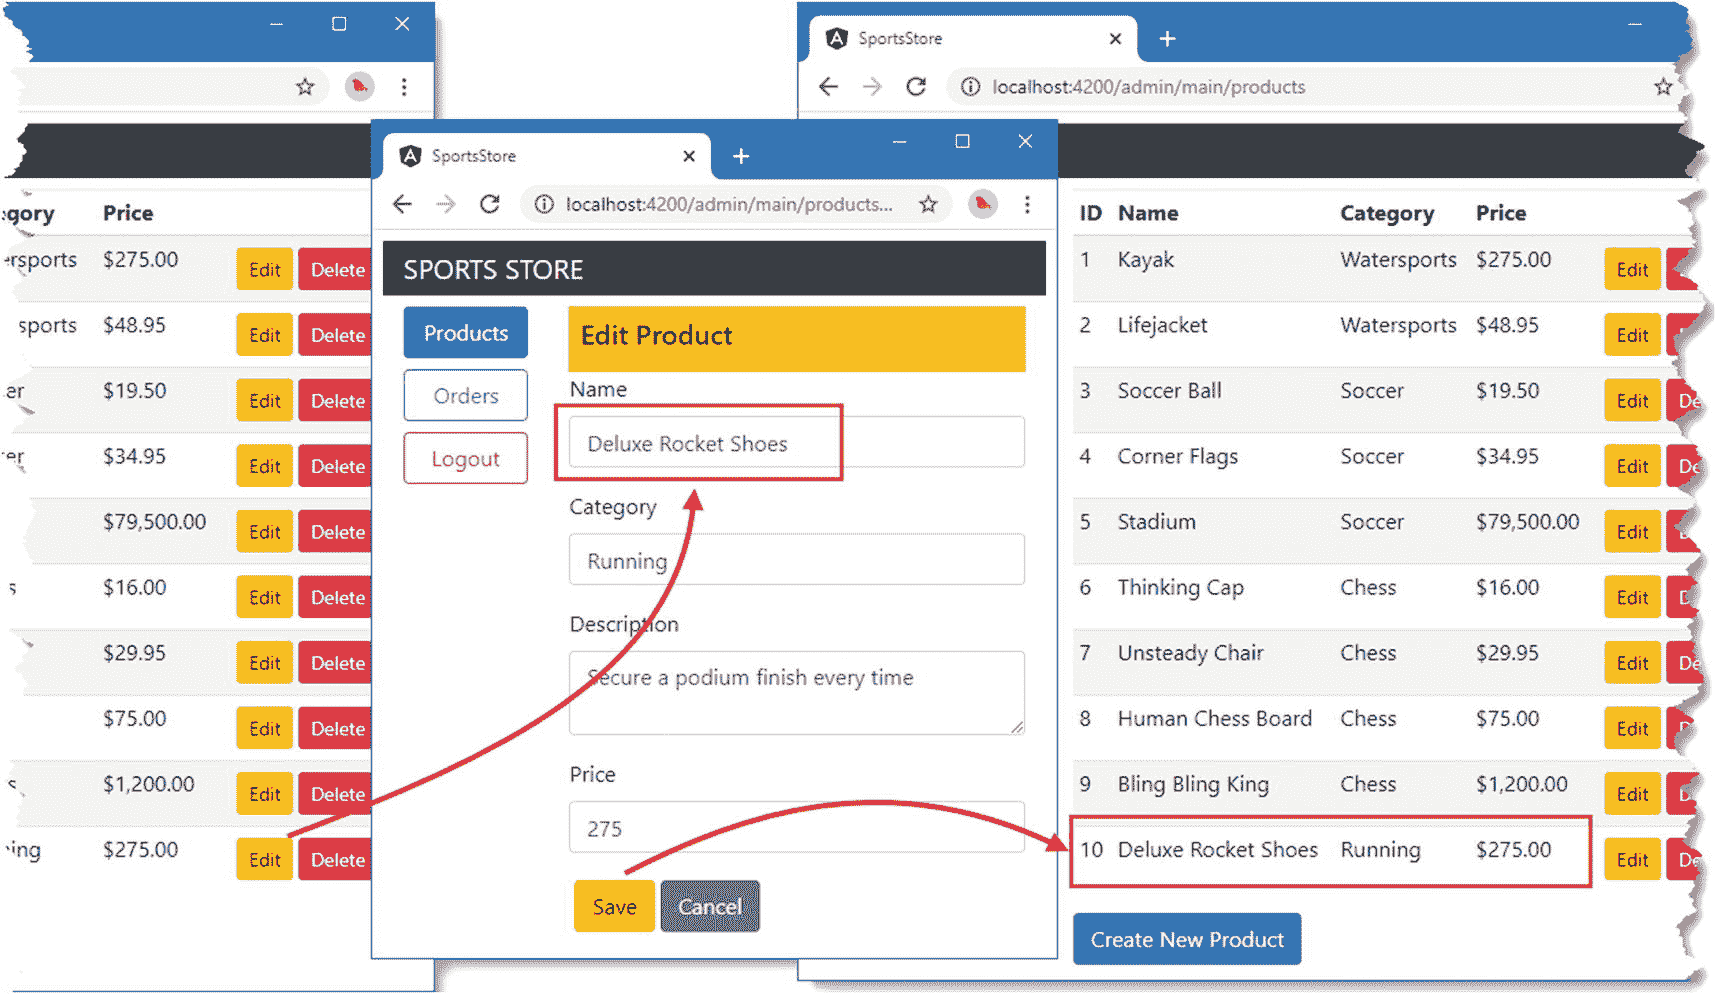 gory Price
ersports $275.00 Edit Delete
sports $48.95 Edit Delete
er $19.50 Edit Delete
er $34.95 Edit Delete
$79,500.00 Edit Delete
s $16.00 Edit Delete
$29.95 Edit Delete
$75.00 Edit Delete
s $1,200.00 Edit Delete
ing $275.00 Edit Delete
SportsStore
localhost:4200/admin/main/products...
SPORTS STORE
Products
Orders
Logout
Edit Product
Name
Deluxe Rocket Shoes
Category
Running
Description
Secure a podium finish every time
Price
275
Save Cancel
SportsStore
localhost:4200/admin/main/products
ID Name Category Price
1 Kayak Watersports $275.00 Edit
2 Lifejacket Watersports $48.95 Edit
3 Soccer Ball Soccer $19.50 Edit De
4 Corner Flags Soccer $34.95 Edit De
5 Stadium Soccer $79,500.00 Edit
6 Thinking Cap Chess $16.00 Edit
7 Unsteady Chair Chess $29.95 Edit De
8 Human Chess Board Chess $75.00 Edit
9 Bling Bling King Chess $1,200.00 Edit
10 Deluxe Rocket Shoes Running $275.00 Edit De
Create New Product